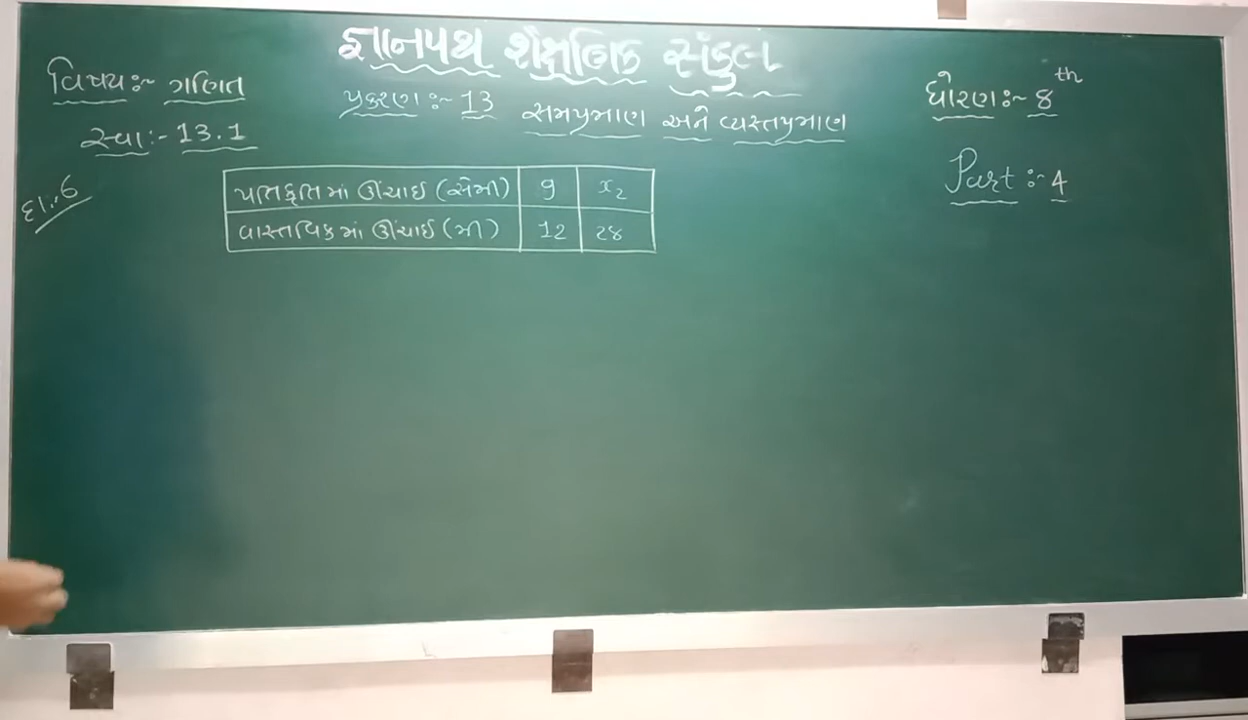 જ્ઞાનપથ શૈક્ષણિક સંકુલ
વિષય:- ગણિત
પ્રકરણ :- 13 સમપ્રમાણ અને વ્યસ્તપ્રમાણ
ધોરણ:- 8th
સ્વા:- 13.1
Part :- 4
દા.:6
પ્રતિકૃતિમાં ઊંચાઈ (સેમી) 9 x₂
વાસ્તવિકમાં ઊંચાઈ (મી) 12 28